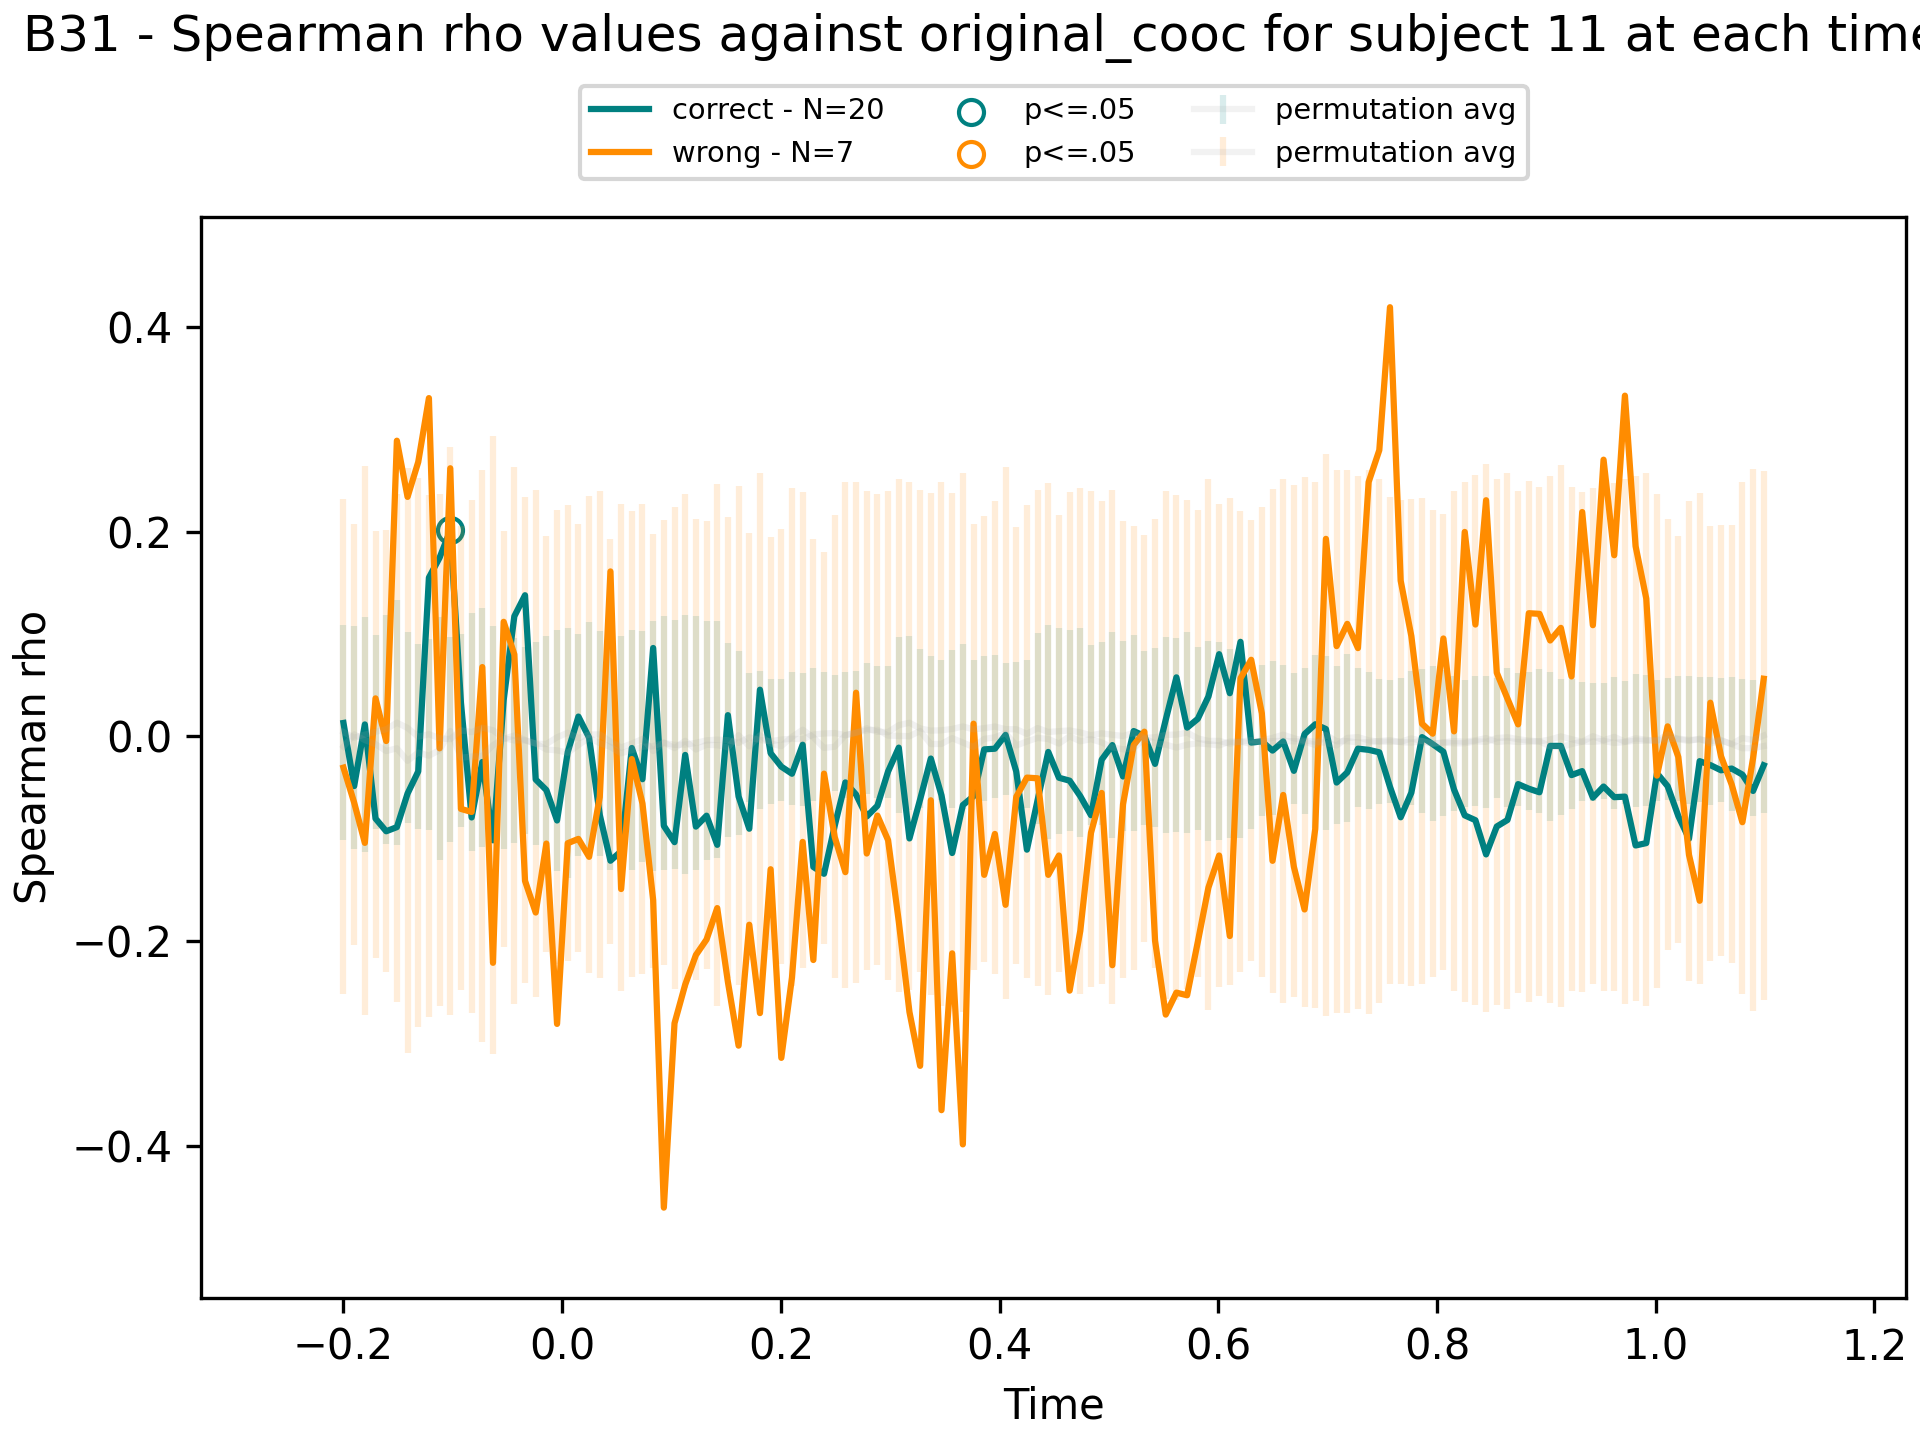 B31 - Spearman rho values against original_cooc for subject 11 at each time
correct - N=20
wrong - N=7
p<=.05
p<=.05
permutation avg
permutation avg
Spearman rho
0.4
0.2
0.0
−0.2
−0.4
−0.2
0.0
0.2
0.4
0.6
0.8
1.0
1.2
Time